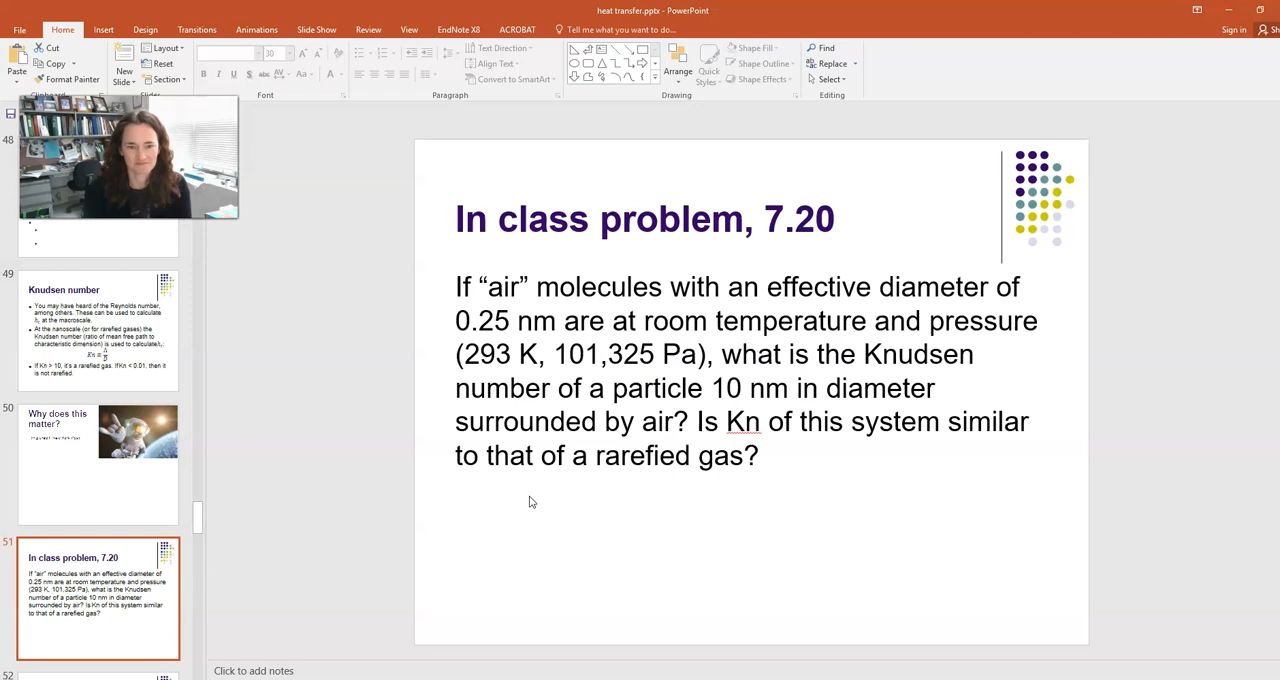 heat transfer.pptx - PowerPoint
File Home Insert Design Transitions Animations Slide Show Review View EndNote X8 ACROBAT Tell me what you want to do... Sign in Sh
Cut
Copy
Format Painter
Paste
New
Slide
Layout
Reset
Section
30
B I U S abc AV Aa A
Text Direction
Align Text
Convert to SmartArt
Arrange
Quick
Styles
Shape Fill
Shape Outline
Shape Effects
Find
Replace
Select
Font Paragraph Drawing Editing
48
49
Knudsen number
You may have heard of the Reynolds number,
among others. These can be used to calculate
at the macroscale.
At the nanoscale (or for rarefied gases) the
Knudsen number (ratio of mean free path to
characteristic dimension) is used to calculate
If Kn > 10, it's a rarefied gas. If Kn < 0.01, then it
is not rarefied.
50
Why does this
matter?
51
In class problem, 7.20
If "air" molecules with an effective diameter of
0.25 nm are at room temperature and pressure
(293 K, 101,325 Pa), what is the Knudsen
number of a particle 10 nm in diameter
surrounded by air? Is Kn of this system similar
to that of a rarefied gas?
52
In class problem, 7.20
If “air” molecules with an effective diameter of
0.25 nm are at room temperature and pressure
(293 K, 101,325 Pa), what is the Knudsen
number of a particle 10 nm in diameter
surrounded by air? Is Kn of this system similar
to that of a rarefied gas?
Click to add notes